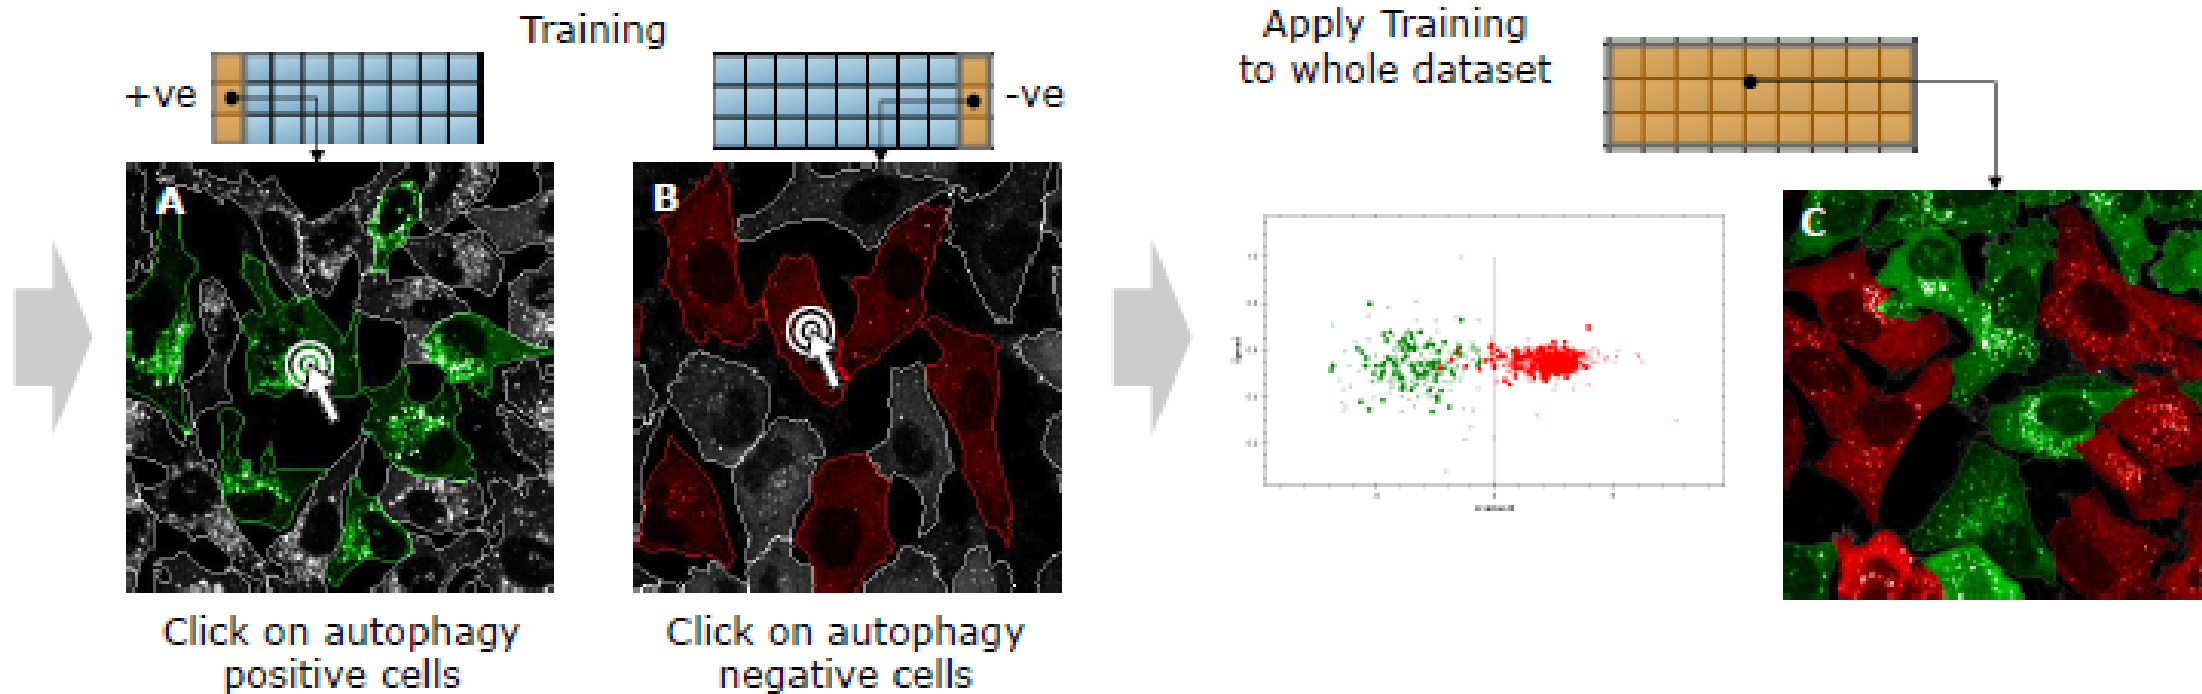 Training
+ve
-ve
A
B
Click on autophagy
positive cells
Click on autophagy
negative cells
Apply Training
to whole dataset
C